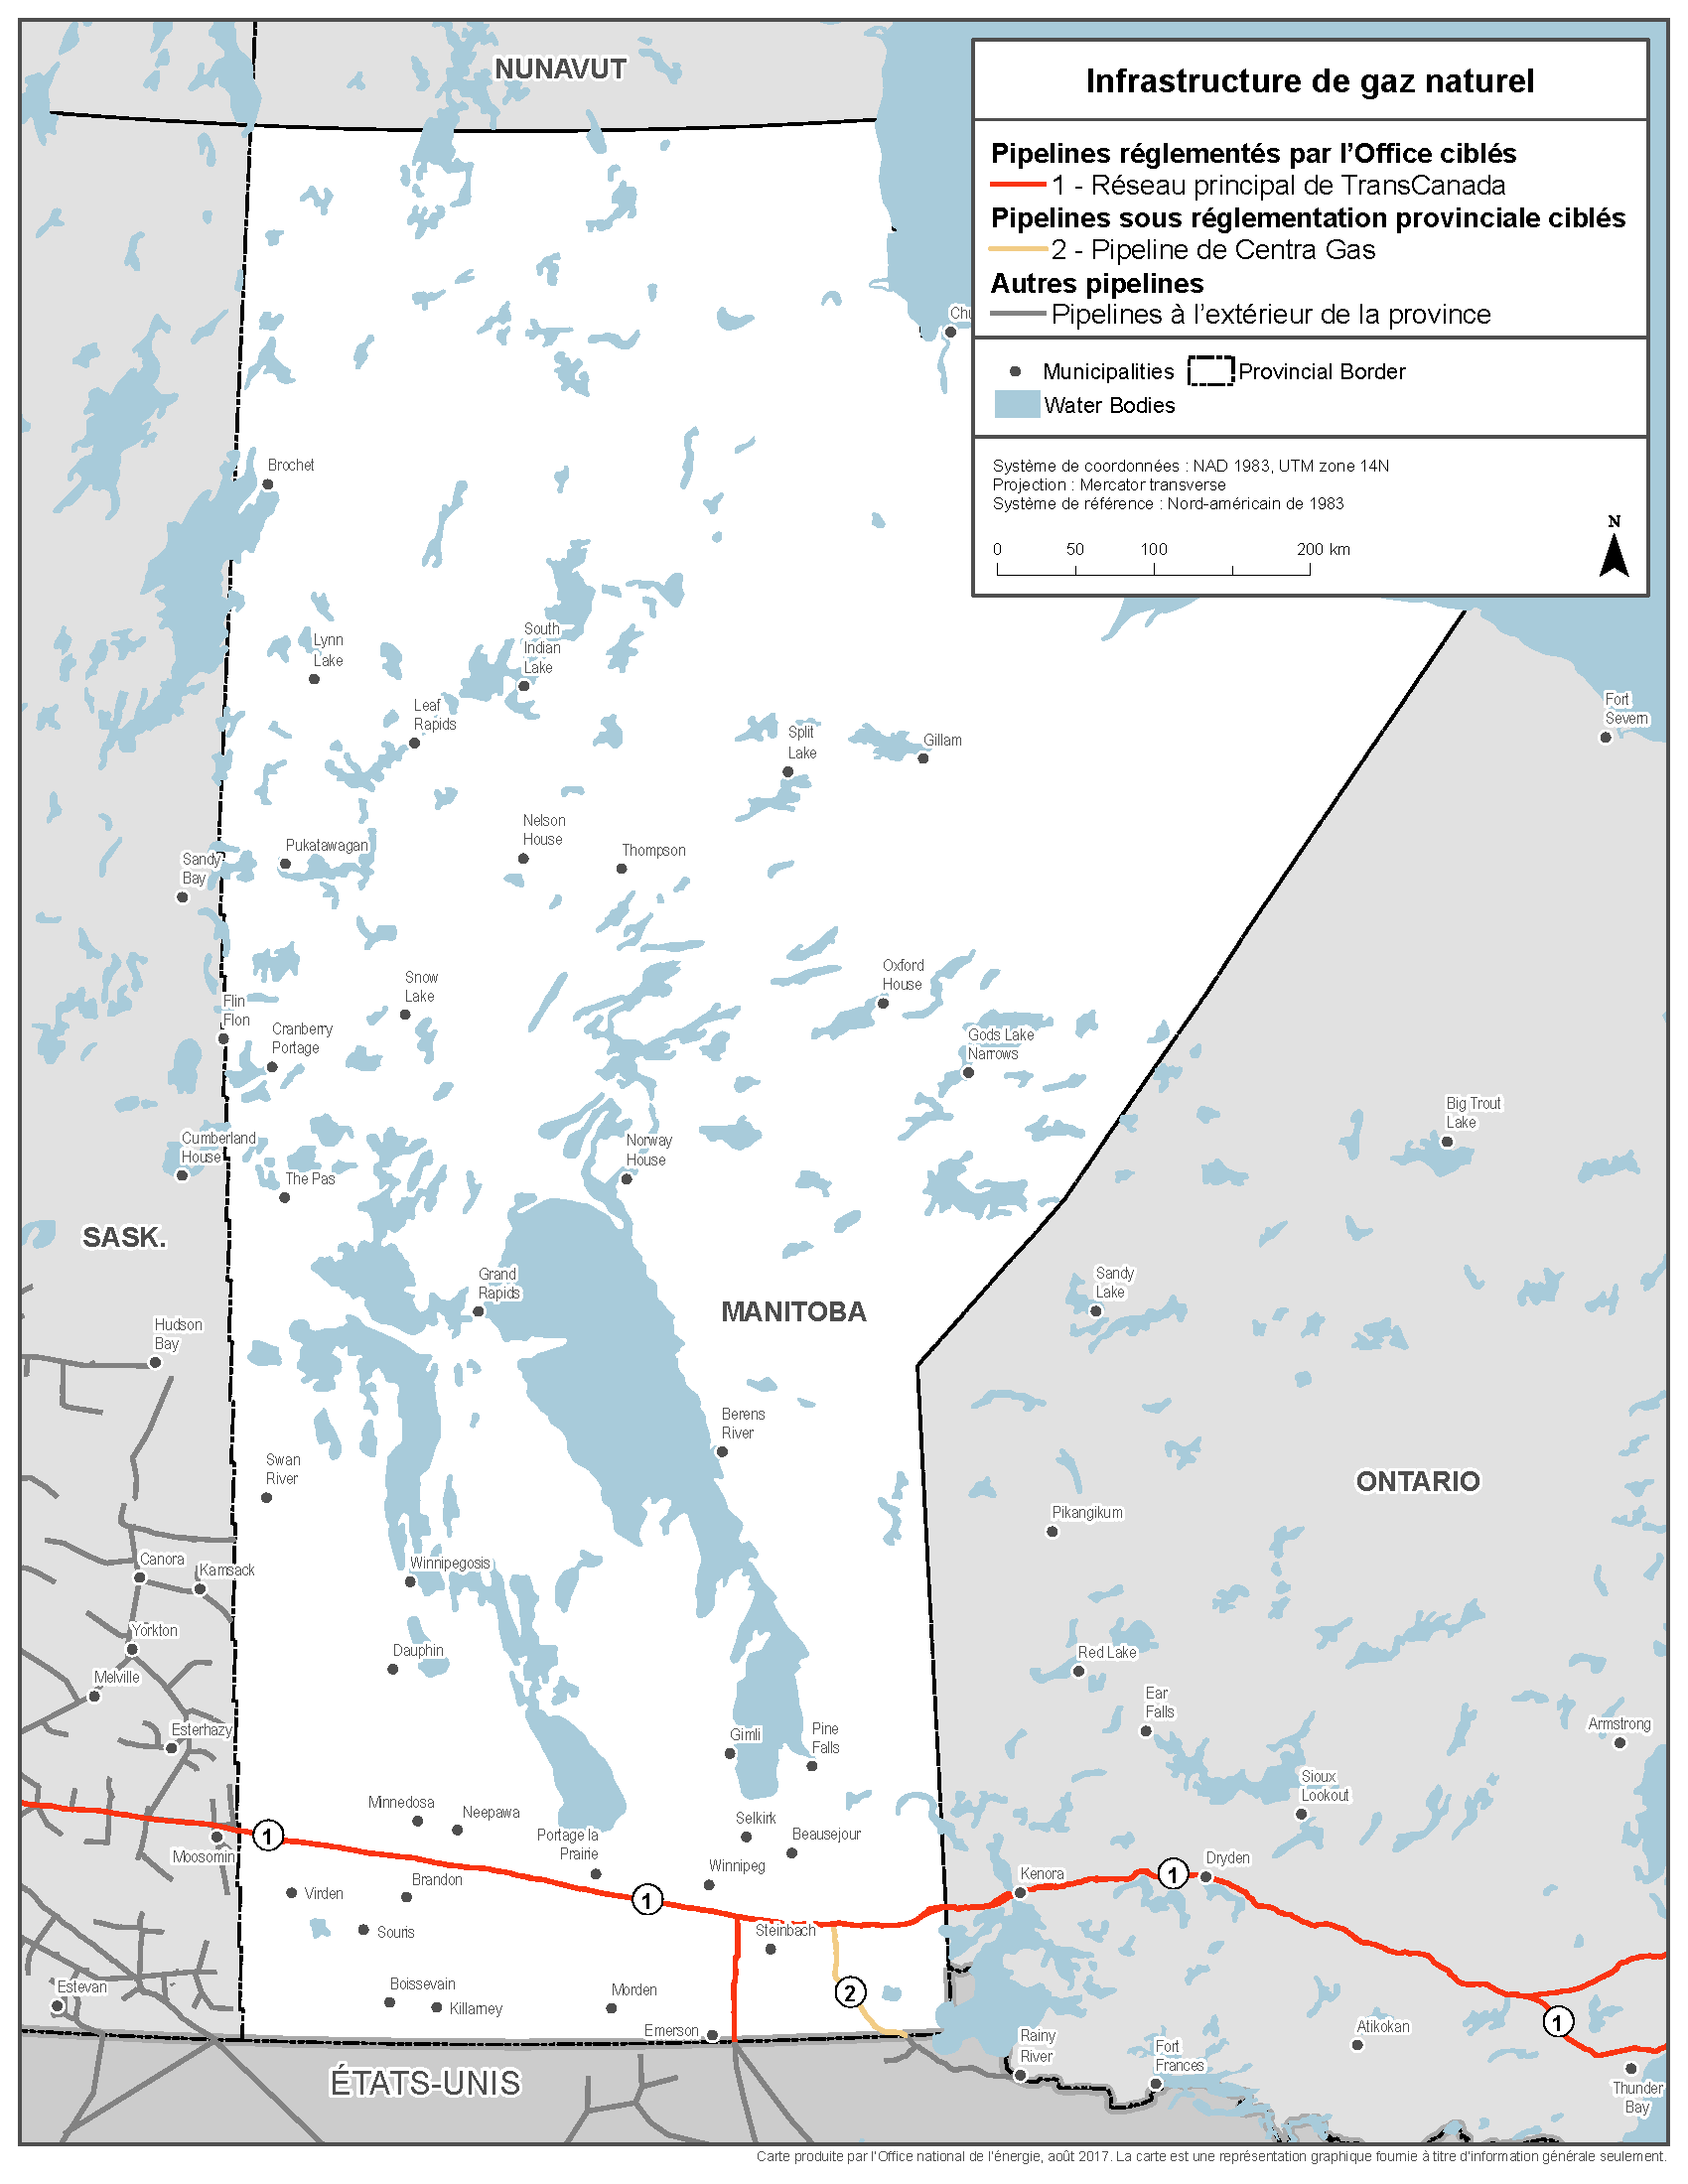 NUNAVUT
Infrastructure de gaz naturel
Pipelines réglementés par l'Office ciblés
1 - Réseau principal de TransCanada
Pipelines sous réglementation provinciale ciblés
2 - Pipeline de Centra Gas
Autres pipelines
Pipelines à l'extérieur de la province
Municipalities
Provincial Border
Water Bodies
Système de coordonnées : NAD 1983, UTM zone 14N
Projection : Mercator transverse
Système de référence : Nord-américain de 1983
0 50 100 200 km
N
Chu
Brochet
Lynn
Lake
South
Indian
Lake
Leaf
Rapids
Split
Lake
Gillam
Fort
Severn
Nelson
House
Pukatawagan
Thompson
Sandy
Bay
Oxford
House
Snow
Lake
Flin
Flon
Cranberry
Portage
Gods Lake
Narrows
Big Trout
Lake
Cumberland
House
Norway
House
The Pas
SASK.
Grand
Rapids
Sandy
Lake
MANITOBA
Hudson
Bay
Berens
River
Swan
River
ONTARIO
Pikangikum
Canora
Kamsack
Winnipegosis
Yorkton
Dauphin
Red Lake
Melville
Ear
Falls
Esterhazy
Gimli
Pine
Falls
Armstrong
Sioux
Lookout
Minnedosa
Neepawa
Selkirk
Portage la
Prairie
Beausejour
1
Moosomin
Winnipeg
Kenora
1
Dryden
Virden
Brandon
1
Souris
Steinbach
Estevan
Boissevain
Killarney
Morden
2
Emerson
1
Rainy
River
Atikokan
Fort
Frances
Thunder
Bay
ÉTATS-UNIS
Carte produite par l'Office national de l'énergie, août 2017. La carte est une représentation graphique fournie à titre d'information générale seulement.